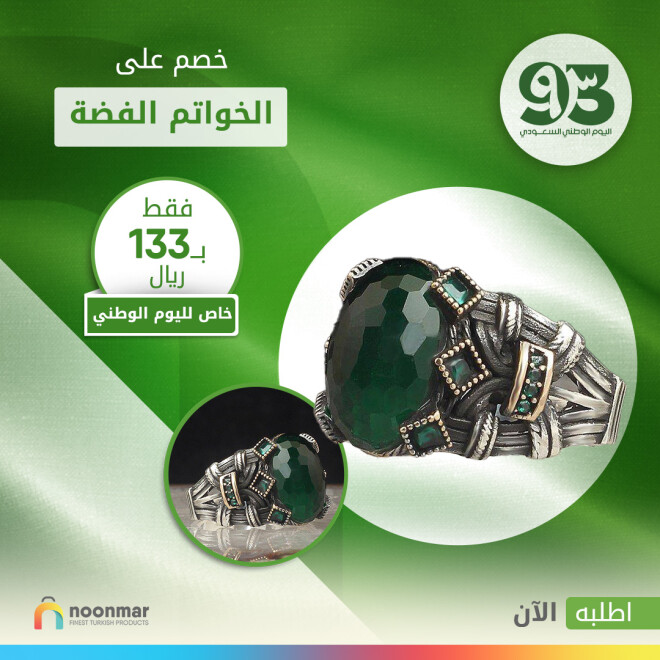 خصم على
الخواتم الفضة
93
اليوم الوطني السعودي
فقط
بـ133
ريال
خاص لليوم الوطني
noonmar
FINEST TURKISH PRODUCTS
اطلبه الآن